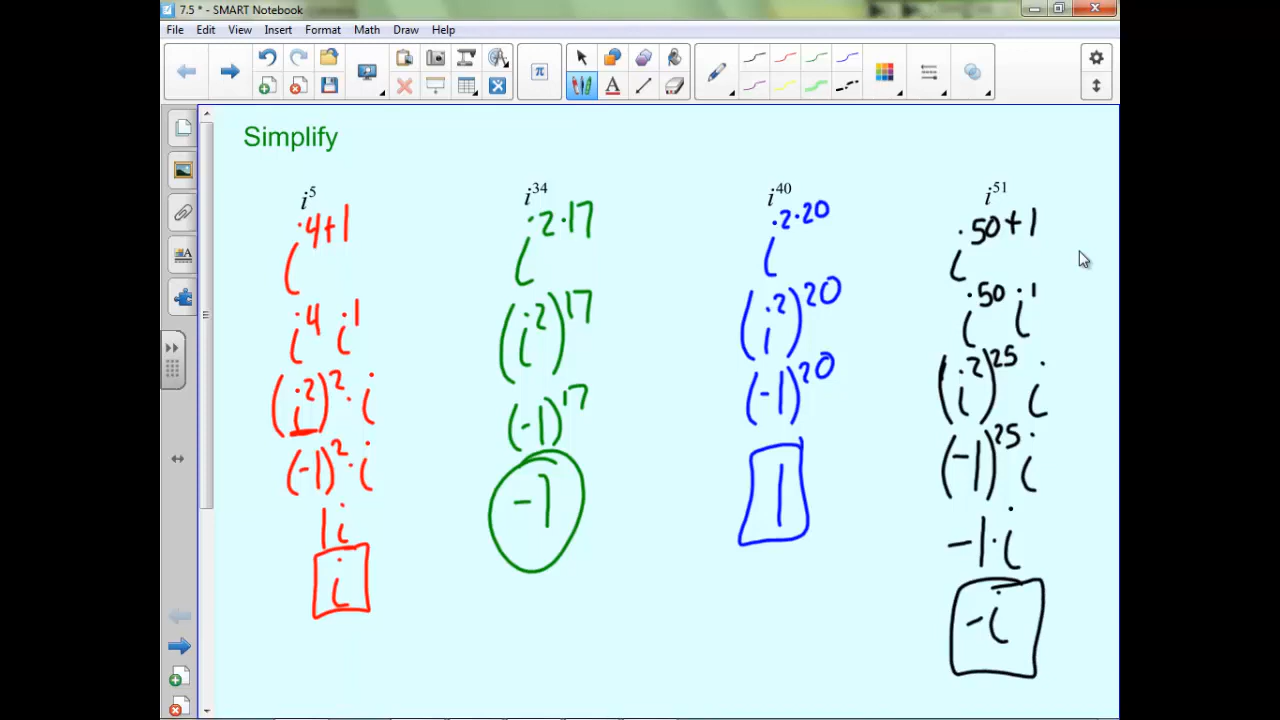 7.5 * - SMART Notebook
File Edit View Insert Format Math Draw Help
Simplify
i^5
i^{4+1}
i^4 i^1
(i^2)^2 · i
(-1)^2 · i
1i
i
i^{34}
i^{2·17}
(i^2)^{17}
(-1)^{17}
-1
i^{40}
i^{2·20}
(i^2)^{20}
(-1)^{20}
1
i^{51}
i^{50+1}
i^{50} i^1
(i^2)^{25} i
(-1)^{25} i
-1·i
-i